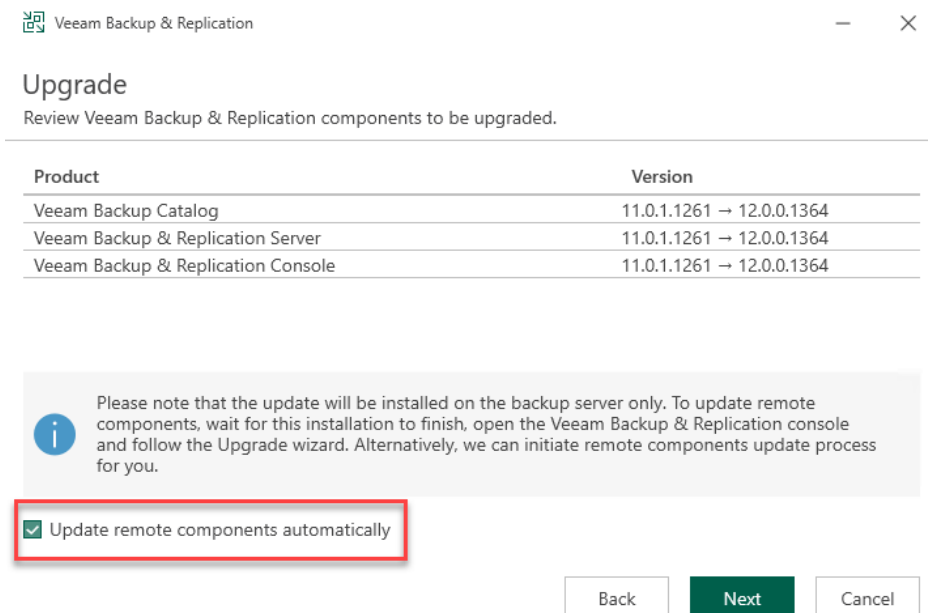 Veeam Backup & Replication
Upgrade
Review Veeam Backup & Replication components to be upgraded.
Product Version
Veeam Backup Catalog 11.0.1.1261 → 12.0.0.1364
Veeam Backup & Replication Server 11.0.1.1261 → 12.0.0.1364
Veeam Backup & Replication Console 11.0.1.1261 → 12.0.0.1364
Please note that the update will be installed on the backup server only. To update remote
components, wait for this installation to finish, open the Veeam Backup & Replication console
and follow the Upgrade wizard. Alternatively, we can initiate remote components update process
for you.
Update remote components automatically
Back Next Cancel